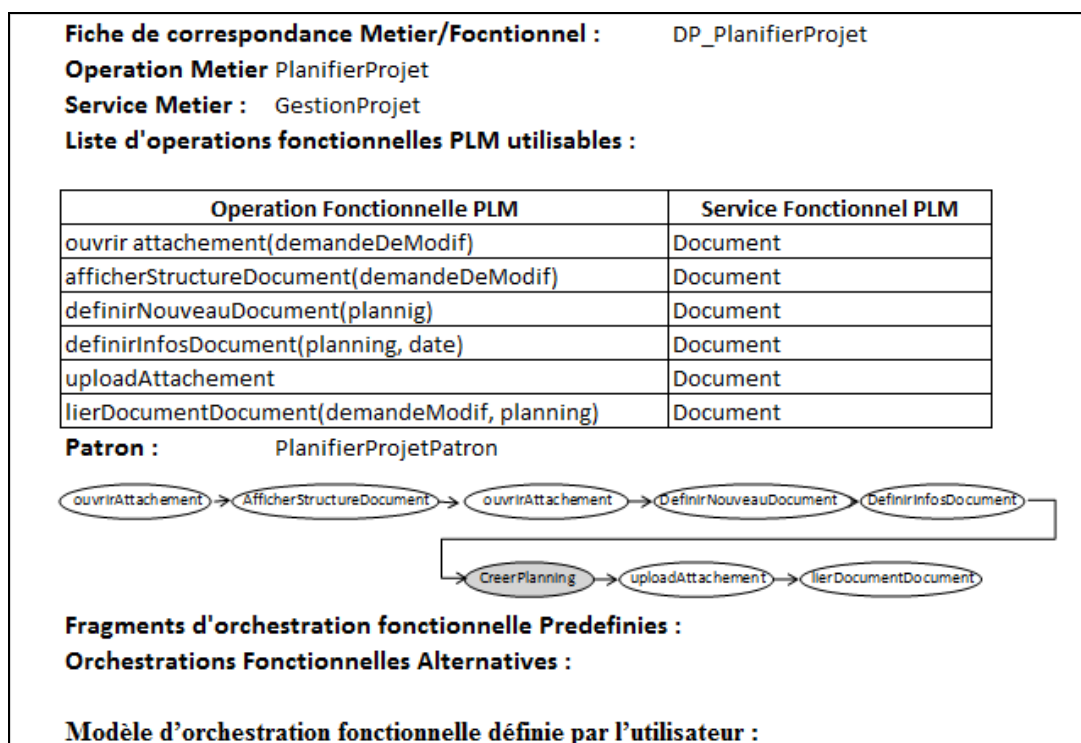 Fiche de correspondance Metier/Focntionnel : DP_PlanifierProjet
Operation Metier PlanifierProjet
Service Metier : GestionProjet
Liste d'operations fonctionnelles PLM utilisables :
Operation Fonctionnelle PLM Service Fonctionnel PLM
ouvrir attachement(demandeDeModif) Document
afficherStructureDocument(demandeDeModif) Document
definirNouveauDocument(plannig) Document
definirInfosDocument(planning, date) Document
uploadAttachement Document
lierDocumentDocument(demandeModif, planning) Document
Patron : PlanifierProjetPatron
ouvrirAttachement AfficherStructureDocument ouvrirAttachement DefinirNouveauDocument DefinirInfosDocument
CreerPlanning uploadAttachement lierDocumentDocument
Fragments d'orchestration fonctionnelle Predefinies :
Orchestrations Fonctionnelles Alternatives :
Modèle d'orchestration fonctionnelle définie par l'utilisateur :